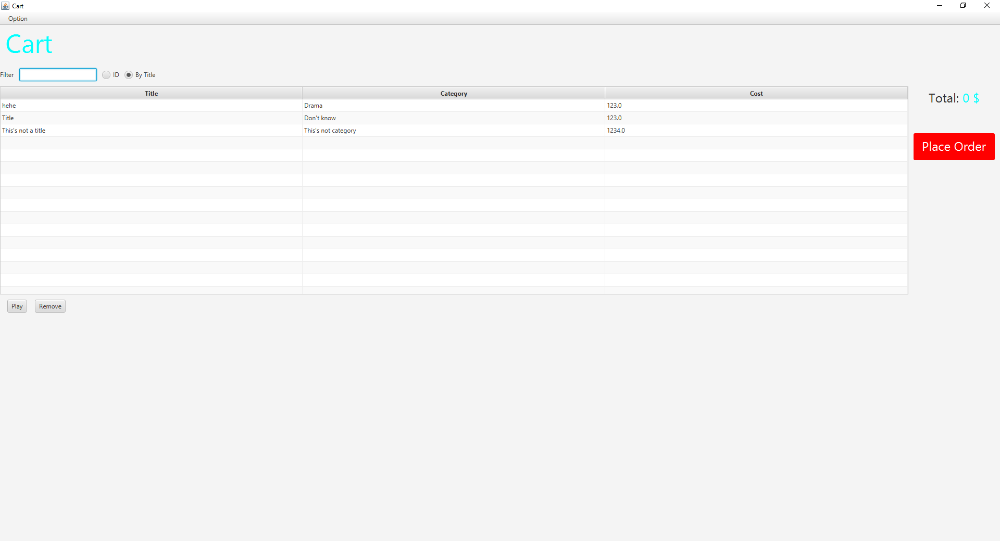 Cart
Option
Cart
Filter ID By Title
Title Category Cost
hehe Drama 123.0
Title Don't know 123.0
This's not a title This's not category 1234.0
Total: 0 $
Place Order
Play Remove